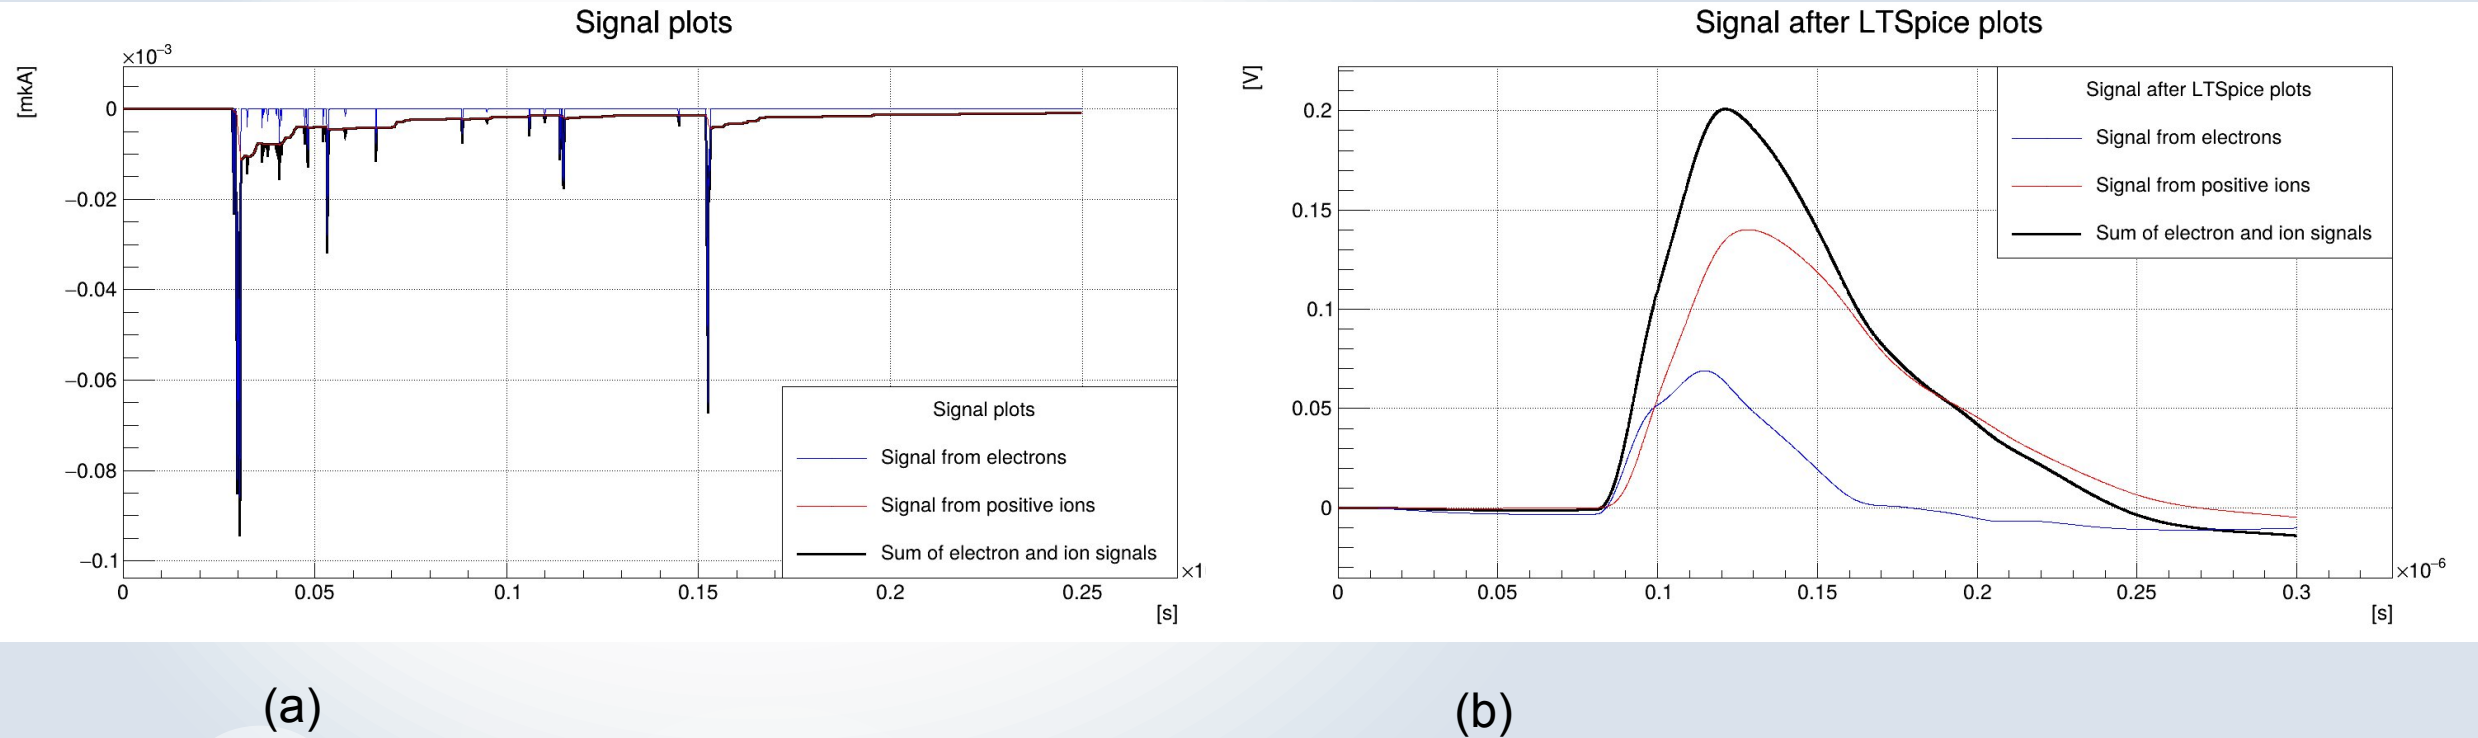 Signal plots
×10⁻³
[mkA]
0
−0.02
−0.04
−0.06
−0.08
−0.1
Signal plots
Signal from electrons
Signal from positive ions
Sum of electron and ion signals
0 0.05 0.1 0.15 0.2 0.25
×1
[s]
(a)
Signal after LTSpice plots
[V]
0.2
0.15
0.1
0.05
0
Signal after LTSpice plots
Signal from electrons
Signal from positive ions
Sum of electron and ion signals
0 0.05 0.1 0.15 0.2 0.25 0.3
×10⁻⁶
[s]
(b)